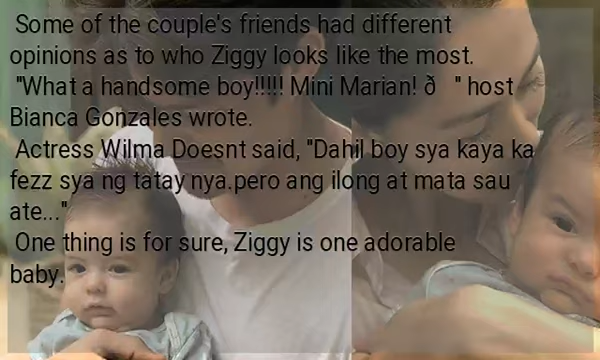 Some of the couple's friends had different
opinions as to who Ziggy looks like the most.
"What a handsome boy!!!!! Mini Marian! ð " host
Bianca Gonzales wrote.
Actress Wilma Doesnt said, "Dahil boy sya kaya ka
fezz sya ng tatay nya.pero ang ilong at mata sau
ate..."
One thing is for sure, Ziggy is one adorable
baby.